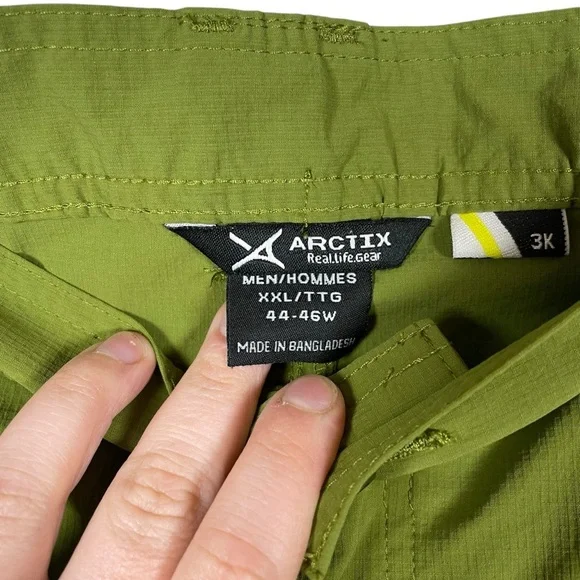 ARCTIX
Real.Life.Gear
3K
MEN/HOMMES
XXL/TTG
44-46W
MADE IN BANGLADESH